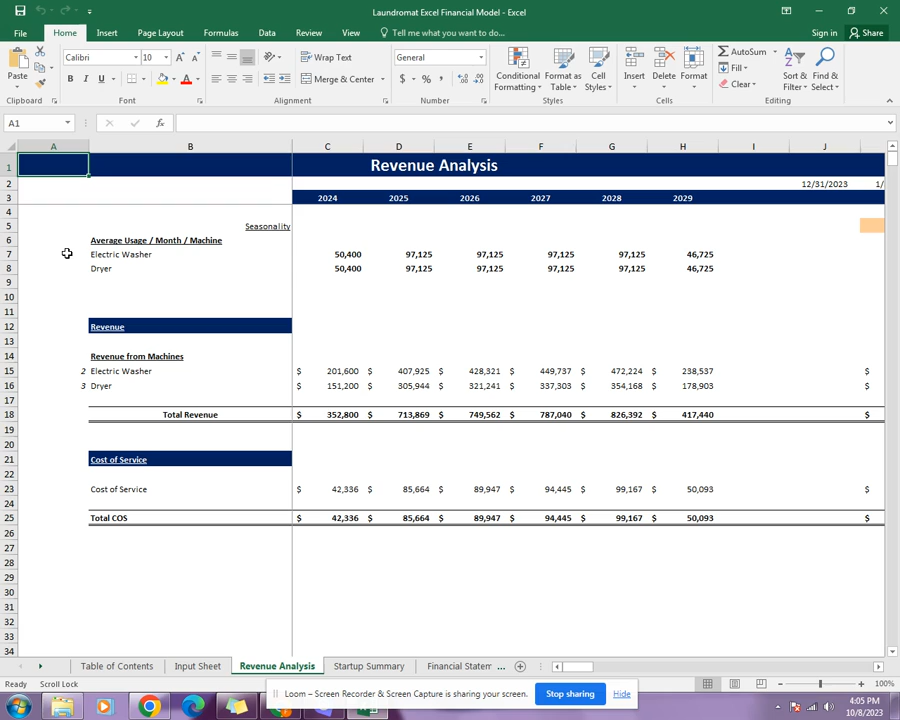 Laundromat Excel Financial Model - Excel
File Home Insert Page Layout Formulas Data Review View Tell me what you want to do... Sign in Share
Paste Calibri 10 A A Wrap Text General Conditional Formatting Format as Table Cell Styles Insert Delete Format AutoSum Fill Clear Sort & Filter Find & Select
B I U A Merge & Center $ % ,
Clipboard Font Alignment Number Styles Cells Editing
A1 fx
A B C D E F G H I J
1 Revenue Analysis
2 12/31/2023 1/
3 2024 2025 2026 2027 2028 2029
4
5 Seasonality
6 Average Usage / Month / Machine
7 Electric Washer 50,400 97,125 97,125 97,125 97,125 46,725
8 Dryer 50,400 97,125 97,125 97,125 97,125 46,725
9
10
11
12 Revenue
13
14 Revenue from Machines
15 2 Electric Washer $ 201,600 $ 407,925 $ 428,321 $ 449,737 $ 472,224 $ 238,537 $
16 3 Dryer $ 151,200 $ 305,944 $ 321,241 $ 337,303 $ 354,168 $ 178,903 $
17
18 Total Revenue $ 352,800 $ 713,869 $ 749,562 $ 787,040 $ 826,392 $ 417,440 $
19
20
21 Cost of Service
22
23 Cost of Service $ 42,336 $ 85,664 $ 89,947 $ 94,445 $ 99,167 $ 50,093 $
24
25 Total COS $ 42,336 $ 85,664 $ 89,947 $ 94,445 $ 99,167 $ 50,093 $
26
27
28
29
30
31
32
33
34
Table of Contents Input Sheet Revenue Analysis Startup Summary Financial Statem ...
Ready Scroll Lock 100%
Loom – Screen Recorder & Screen Capture is sharing your screen. Stop sharing Hide
4:05 PM
10/8/2023